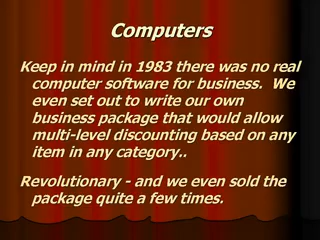 Computers
Keep in mind in 1983 there was no real
computer software for business.  We
even set out to write our own
business package that would allow
multi-level discounting based on any
item in any category..
Revolutionary - and we even sold the
package quite a few times.